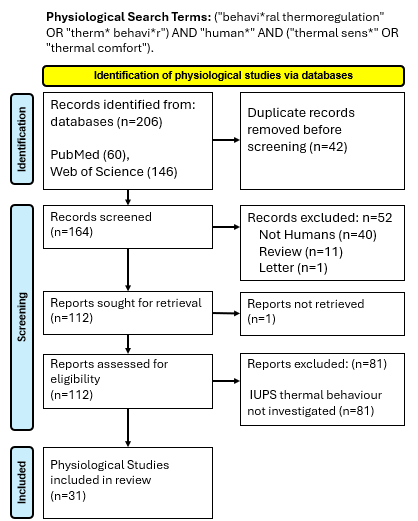 Physiological Search Terms: ("behavi*ral thermoregulation"
OR "therm* behavi*r") AND "human*" AND ("thermal sens*" OR
"thermal comfort").
Identification of physiological studies via databases
Identification
Records identified from:
databases (n=206)
PubMed (60),
Web of Science (146)
Duplicate records
removed before
screening (n=42)
Screening
Records screened
(n=164)
Records excluded: n=52
Not Humans (n=40)
Review (n=11)
Letter (n=1)
Reports sought for retrieval
(n=112)
Reports not retrieved
(n=1)
Reports assessed for
eligibility
(n=112)
Reports excluded: (n=81)
IUPS thermal behaviour
not investigated (n=81)
Included
Physiological Studies
included in review
(n=31)